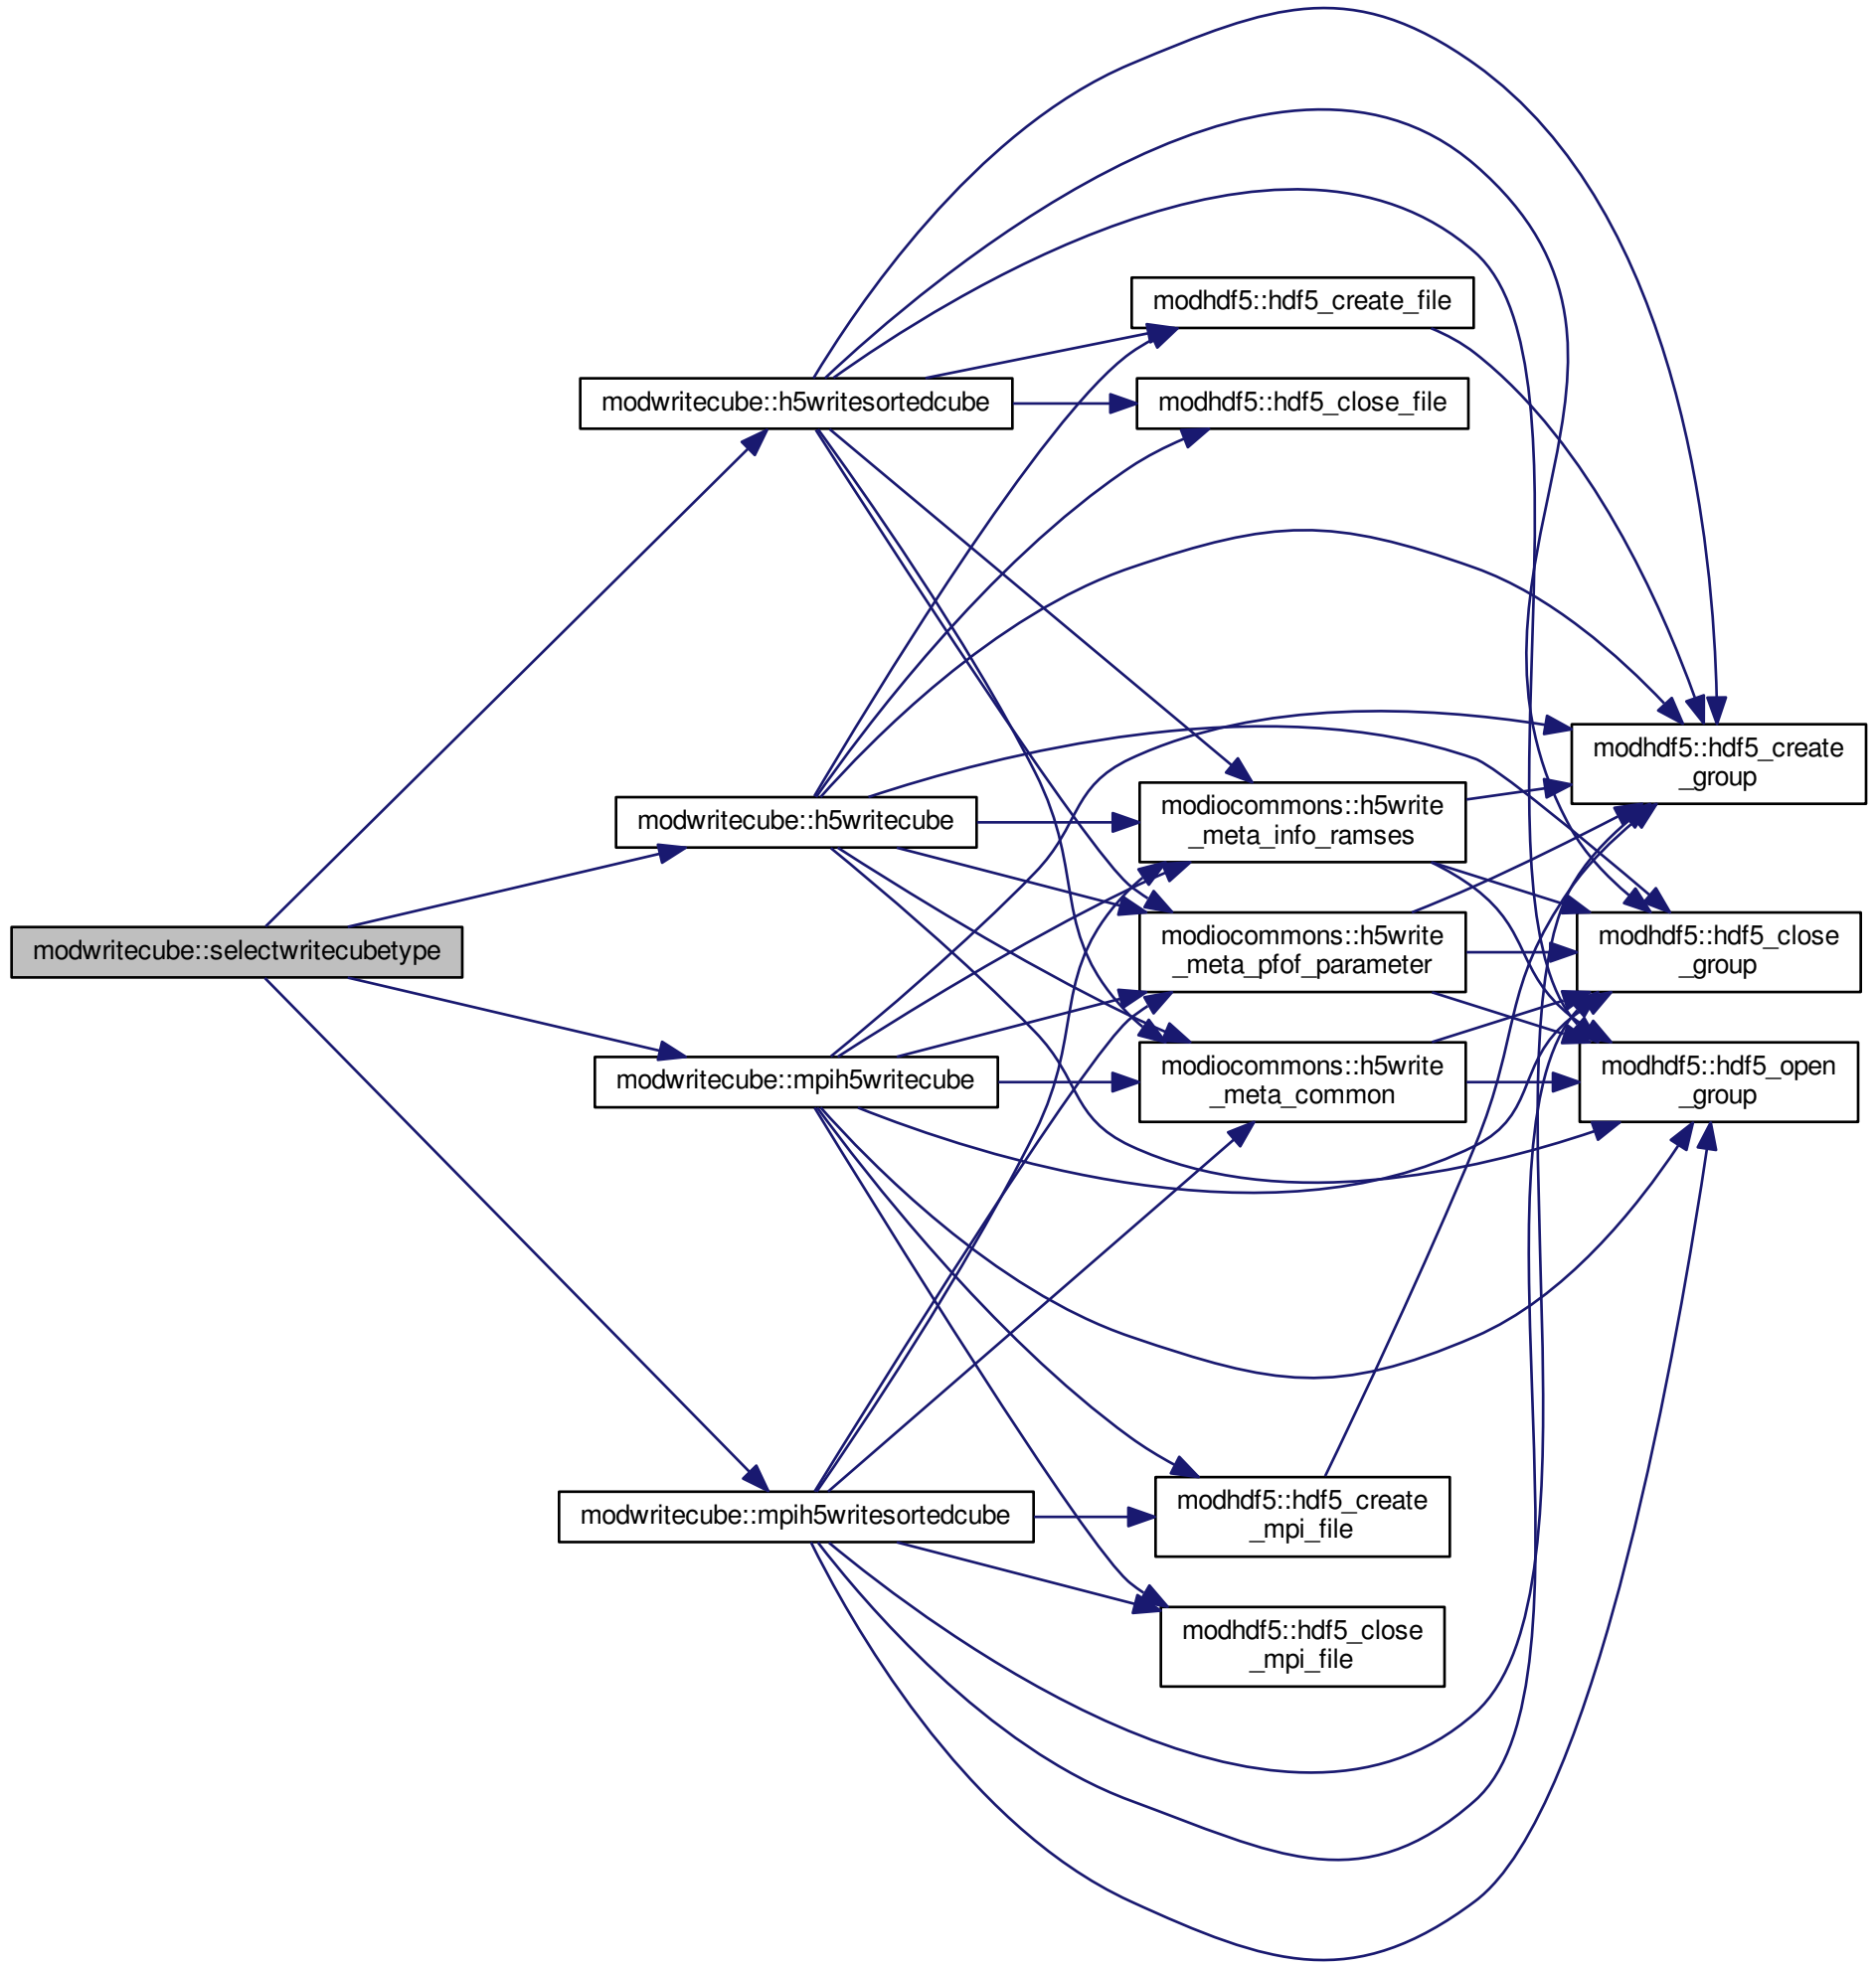 modhdf5::hdf5_create_file
modwritecube::h5writesortedcube
modhdf5::hdf5_close_file
modhdf5::hdf5_create
_group
modwritecube::h5writecube
modiocommons::h5write
_meta_info_ramses
modwritecube::selectwritecubetype
modiocommons::h5write
_meta_pfof_parameter
modhdf5::hdf5_close
_group
modwritecube::mpih5writecube
modiocommons::h5write
_meta_common
modhdf5::hdf5_open
_group
modwritecube::mpih5writesortedcube
modhdf5::hdf5_create
_mpi_file
modhdf5::hdf5_close
_mpi_file